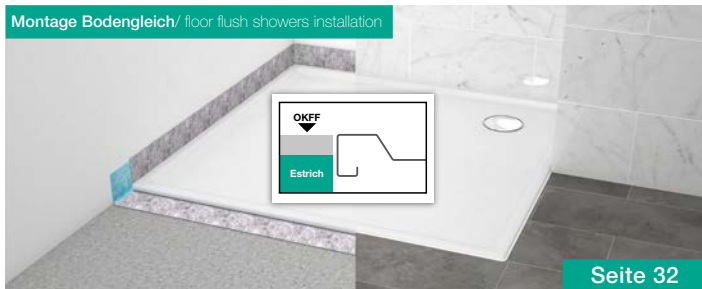 Montage Bodengleich/ floor flush showers installation
OKFF
Estrich
Seite 32